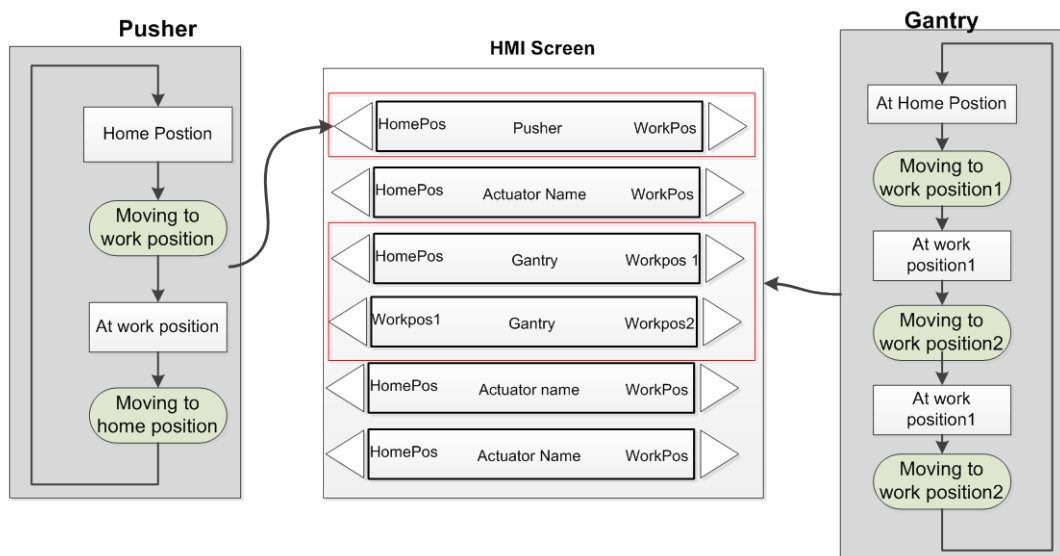 Pusher
Home Postion
Moving to
work position
At work position
Moving to
home position
HMI Screen
HomePos Pusher WorkPos
HomePos Actuator Name WorkPos
HomePos Gantry Workpos 1
Workpos1 Gantry Workpos2
HomePos Actuator name WorkPos
HomePos Actuator Name WorkPos
Gantry
At Home Postion
Moving to
work position1
At work
position1
Moving to
work position2
At work
position1
Moving to
work position2